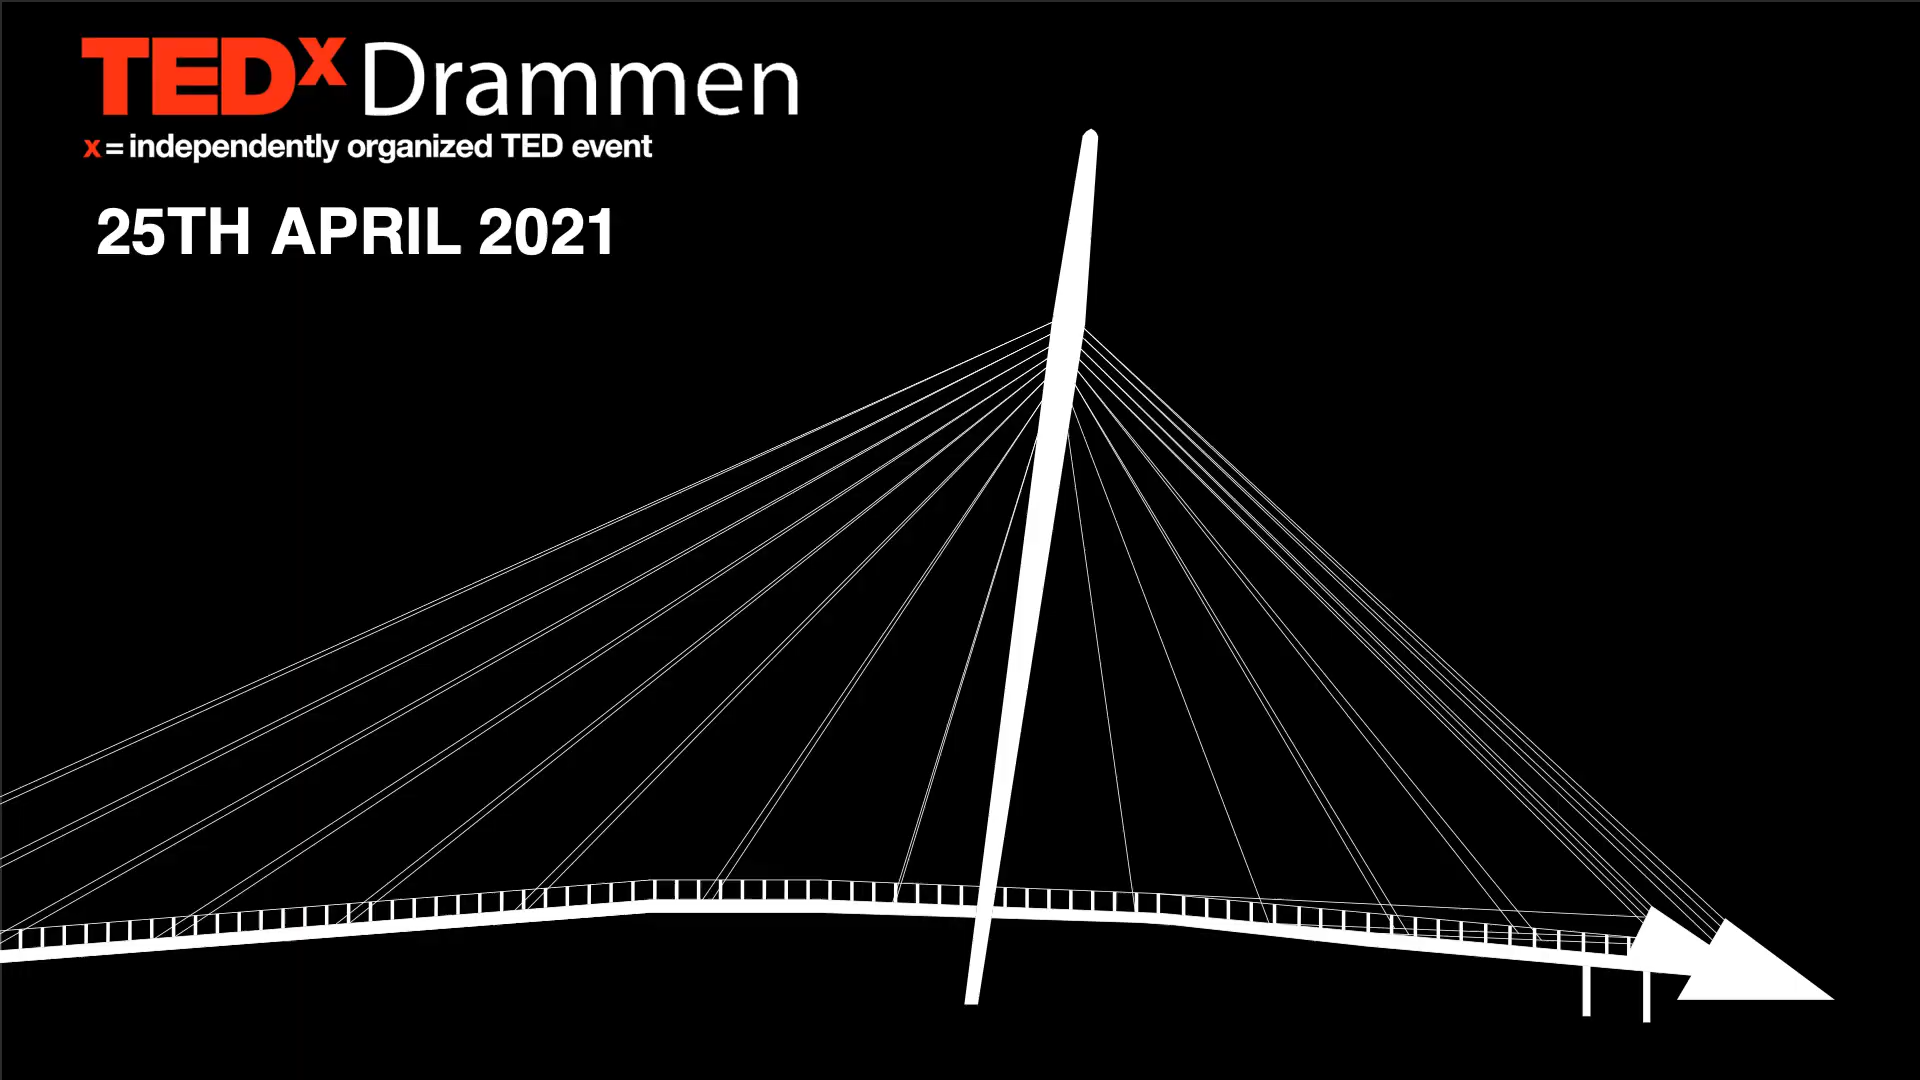 TEDx Drammen
x = independently organized TED event
25TH APRIL 2021